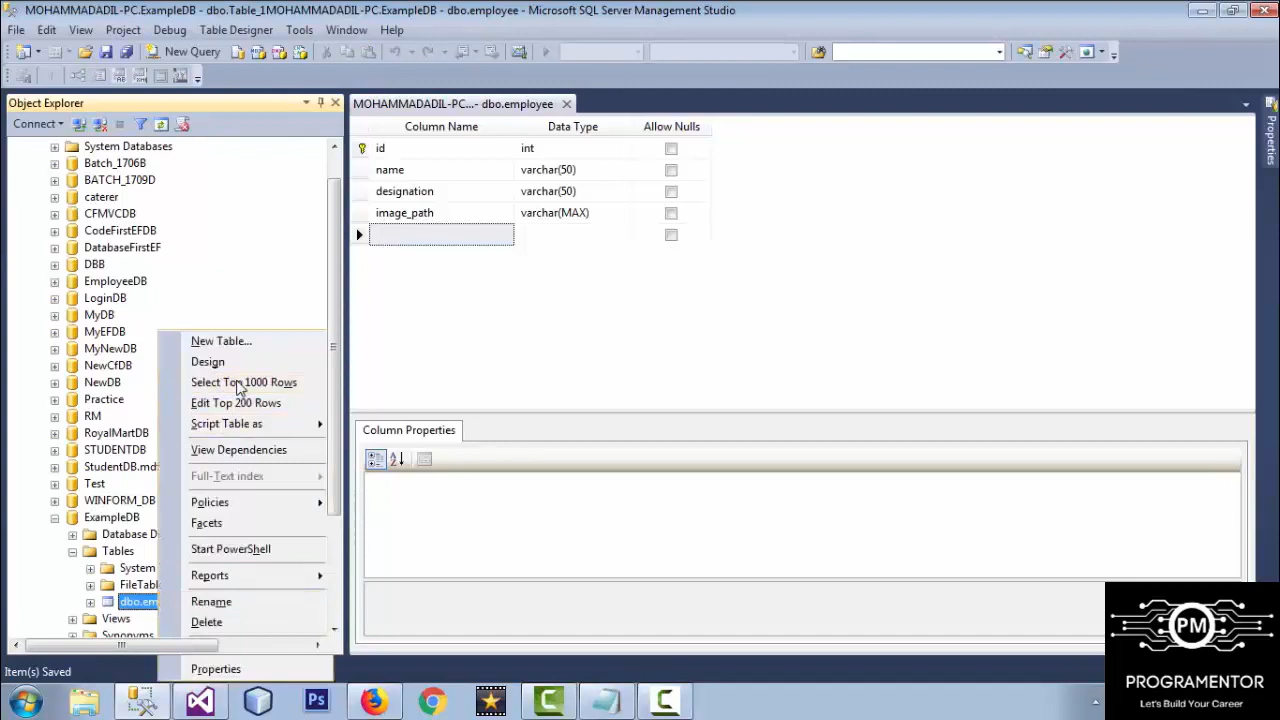 MOHAMMADADIL-PC.ExampleDB - dbo.Table_1MOHAMMADADIL-PC.ExampleDB - dbo.employee - Microsoft SQL Server Management Studio
File Edit View Project Debug Table Designer Tools Window Help
New Query
Object Explorer
Connect
System Databases
Batch_1706B
BATCH_1709D
caterer
CFMVCDB
CodeFirstEFDB
DatabaseFirstEF
DBB
EmployeeDB
LoginDB
MyDB
MyEFDB
MyNewDB
NewCfDB
NewDB
Practice
RM
RoyalMartDB
STUDENTDB
StudentDB.md
Test
WINFORM_DB
ExampleDB
Database D
Tables
System
FileTabl
dbo.em
Views
Synonyms
New Table...
Design
Select Top 1000 Rows
Edit Top 200 Rows
Script Table as
View Dependencies
Full-Text index
Policies
Facets
Start PowerShell
Reports
Rename
Delete
Properties
MOHAMMADADIL-PC...- dbo.employee
Column Name Data Type Allow Nulls
id int
name varchar(50)
designation varchar(50)
image_path varchar(MAX)
Column Properties
Properties
Item(s) Saved
Ps
PM
PROGRAMENTOR
Let's Build Your Career